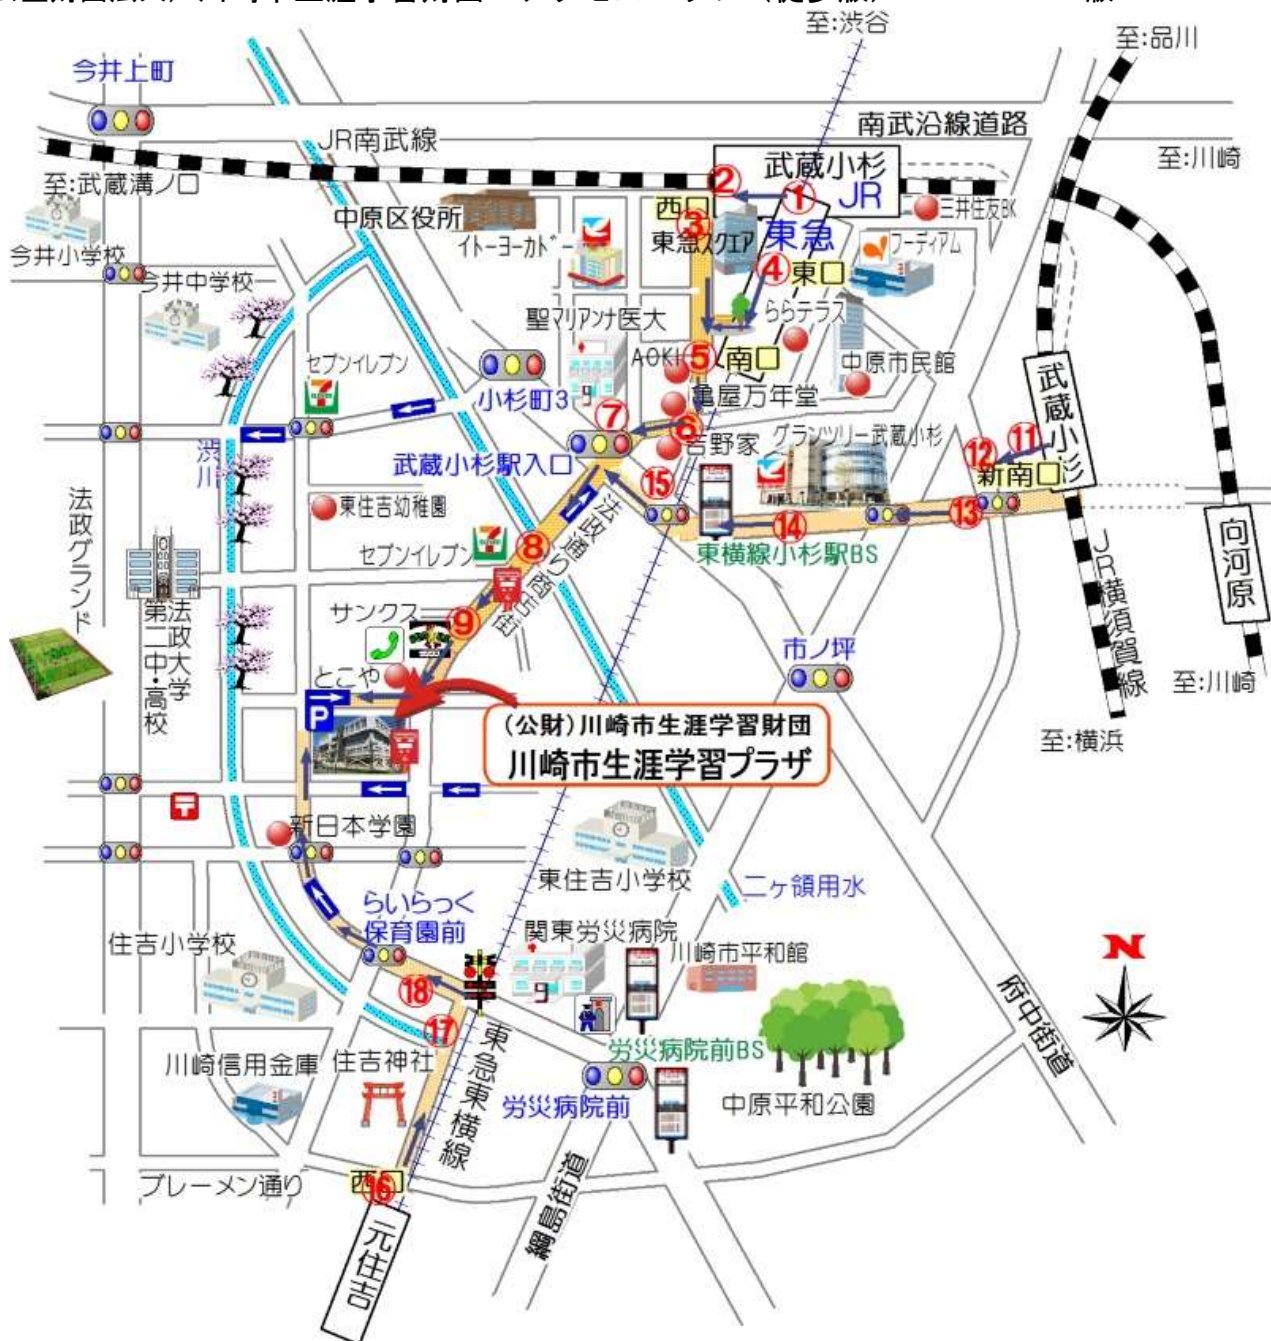 至:渋谷
至:品川
今井上町
南武沿線道路
JR南武線
至:川崎
武蔵小杉
JR
至:武蔵溝ノ口
② ①
中原区役所
西口
③
三井住友BK
今井小学校
イトーヨーカドー
東急スクエア
東急
フーディアム
④ 東口
今井中学校
聖マリアンナ医大
ららテラス
セブンイレブン
AOKI
⑤ 南口
中原市民館
小杉町3
亀屋万年堂
武蔵小杉
⑦
⑥
吉野家
グランツリー武蔵小杉
⑫ ⑪
新南口
武蔵小杉駅入口
渋川
⑮
東住吉幼稚園
⑭
⑬
法政グランド
法政通り商店街
⑧
セブンイレブン
東横線小杉駅BS
向河原
JR横須賀線
サンクス
⑨
法政大学
第二中・高校
市ノ坪
とこや
至:川崎
P
(公財)川崎市生涯学習財団
川崎市生涯学習プラザ
至:横浜
新日本学園
東住吉小学校
二ヶ領用水
らいらっく
保育園前
住吉小学校
関東労災病院
川崎市平和館
N
⑱
⑰
府中街道
東急東横線
労災病院前BS
川崎信用金庫
住吉神社
労災病院前
中原平和公園
ブレーメン通り
西口
⑯
綱島街道
元住吉